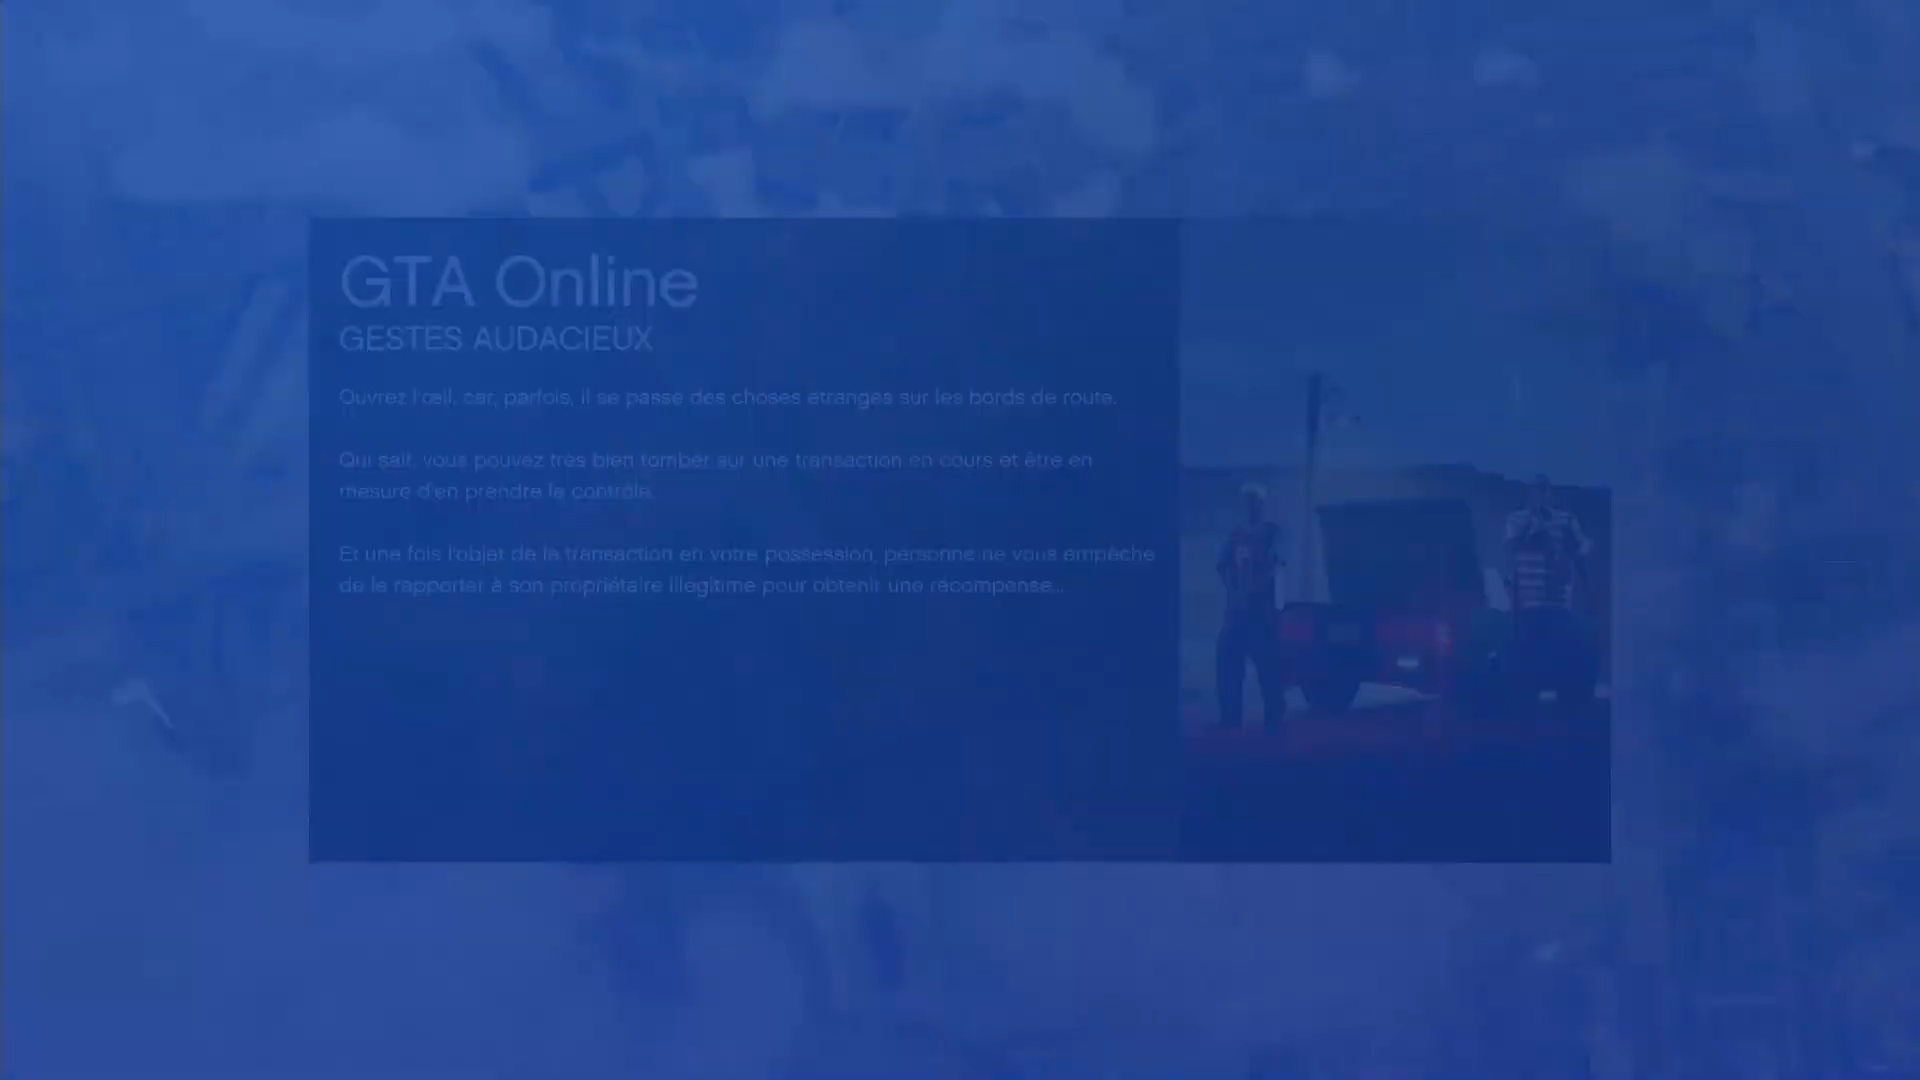 GTA Online
GESTES AUDACIEUX
Ouvrez l'œil, car, parfois, il se passe des choses étranges sur les bords de route.
Qui sait, vous pouvez très bien tomber sur une transaction en cours et être en
mesure d'en prendre le contrôle.
Et une fois l'objet de la transaction en votre possession, personne ne vous empêche
de le rapporter à son propriétaire illégitime pour obtenir une récompense...